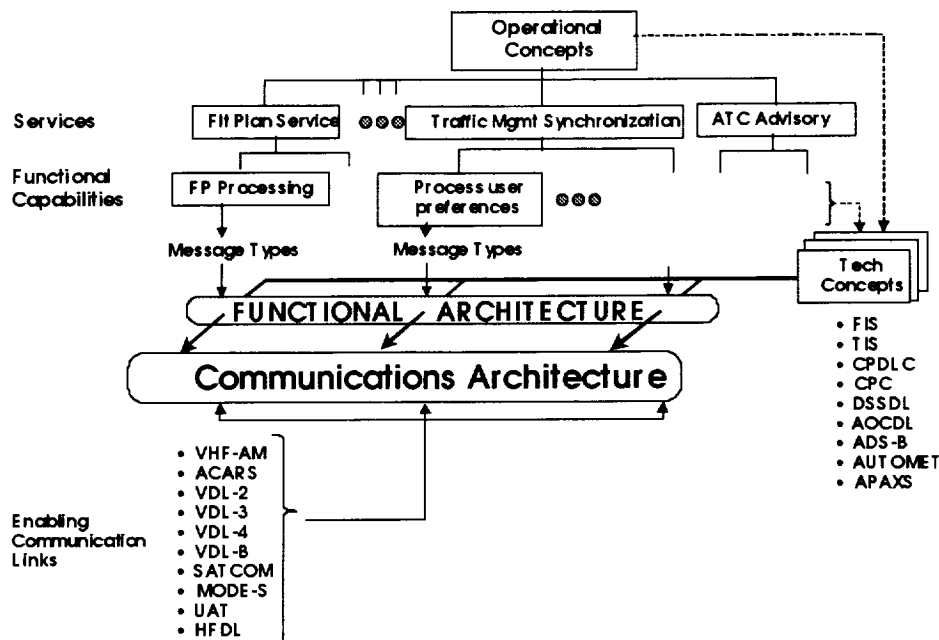 Operational
Concepts
Services
Flt Plan Service
Traffic Mgmt Synchronization
ATC Advisory
Functional
Capabilities
FP Processing
Process user
preferences
Message Types
Message Types
Tech
Concepts
FUNCTIONAL ARCHITECTURE
Communications Architecture
• FIS
• TIS
• CPDLC
• CPC
• DSSDL
• AOCDL
• ADS-B
• AUTOMET
• APAXS
Enabling
Communication
Links
• VHF-AM
• ACARS
• VDL-2
• VDL-3
• VDL-4
• VDL-B
• SATCOM
• MODE-S
• UAT
• HFDL